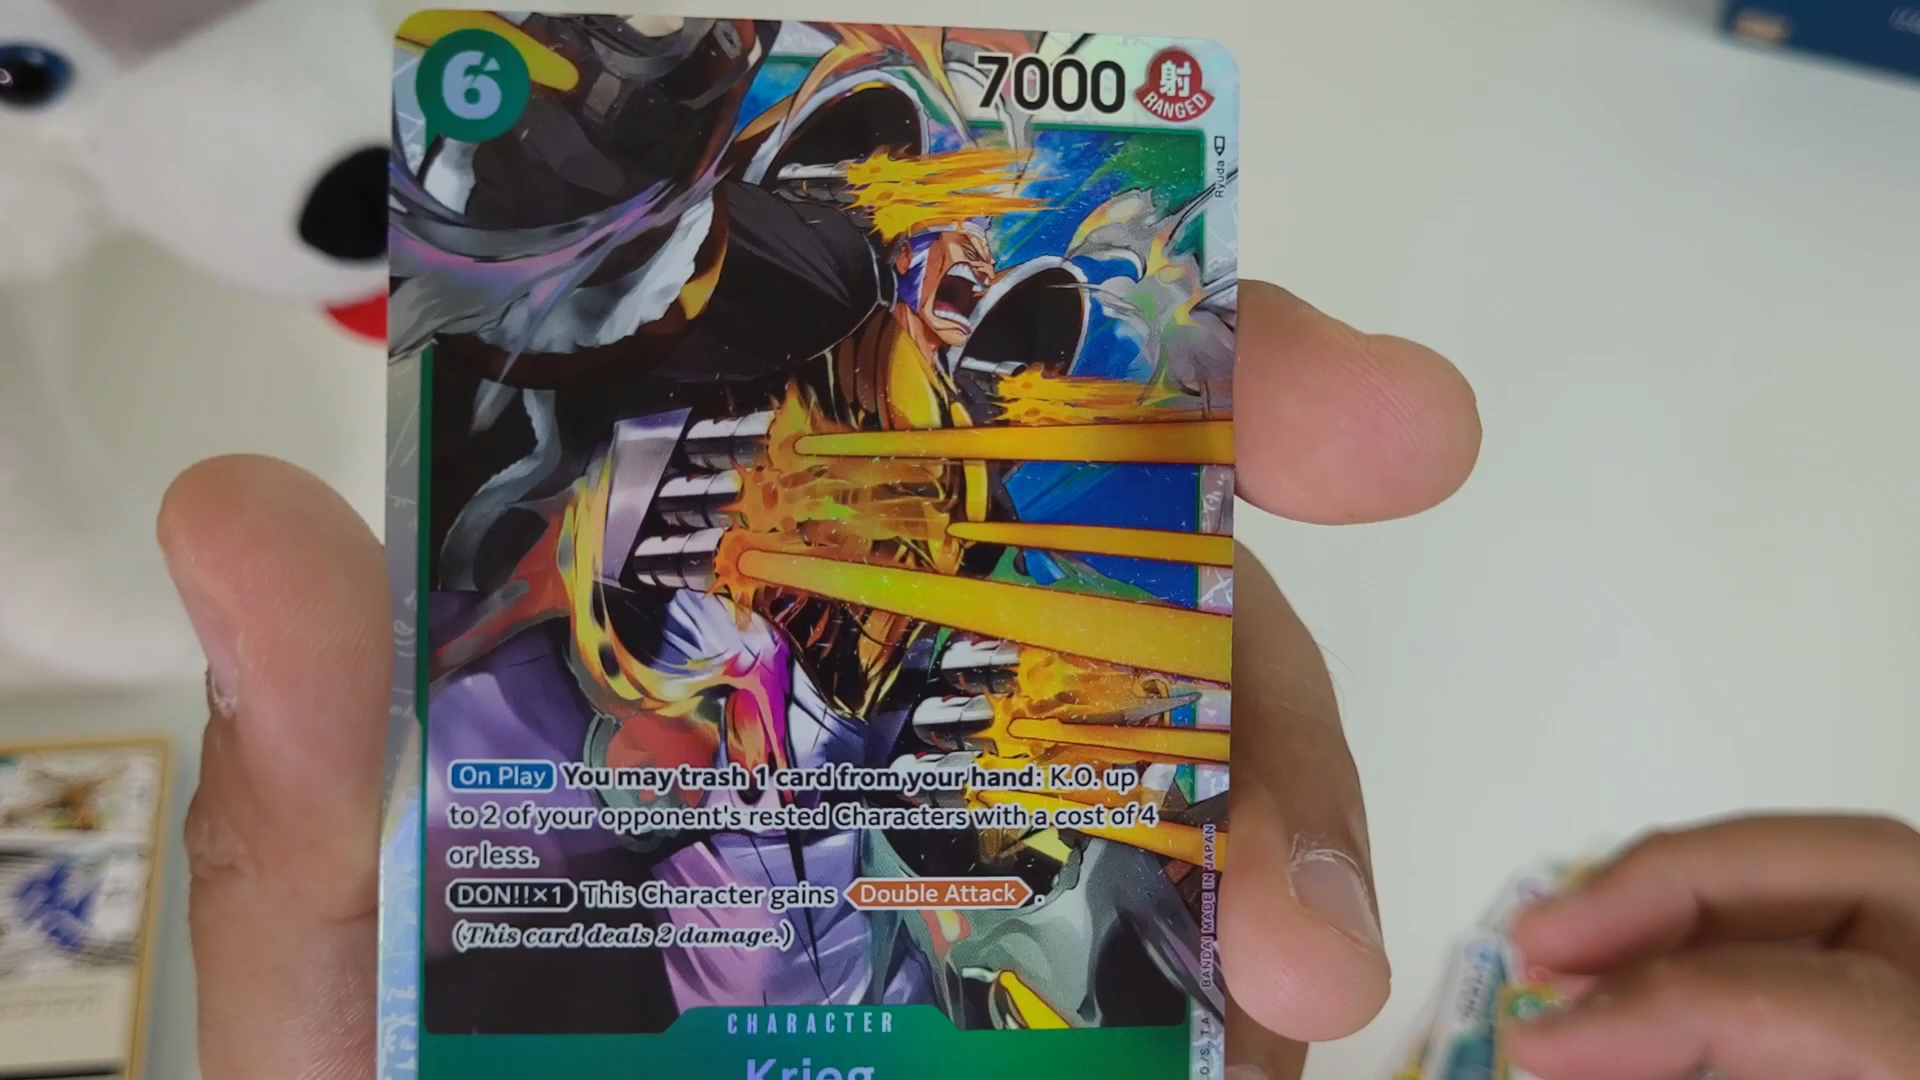 6
7000
射
RANGED
Ryuda
On Play You may trash 1 card from your hand: K.O. up
to 2 of your opponent's rested Characters with a cost of 4
or less.
DON!!×1 This Character gains Double Attack.
(This card deals 2 damage.)
BANDAI MADE IN JAPAN
CHARACTER
Krieg